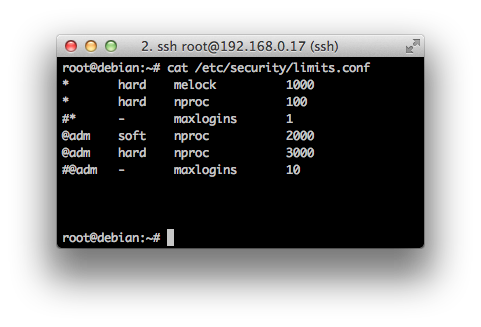 2. ssh root@192.168.0.17 (ssh)
root@debian:~# cat /etc/security/limits.conf
* hard melock 1000
* hard nproc 100
#* - maxlogins 1
@adm soft nproc 2000
@adm hard nproc 3000
#@adm - maxlogins 10
root@debian:~#